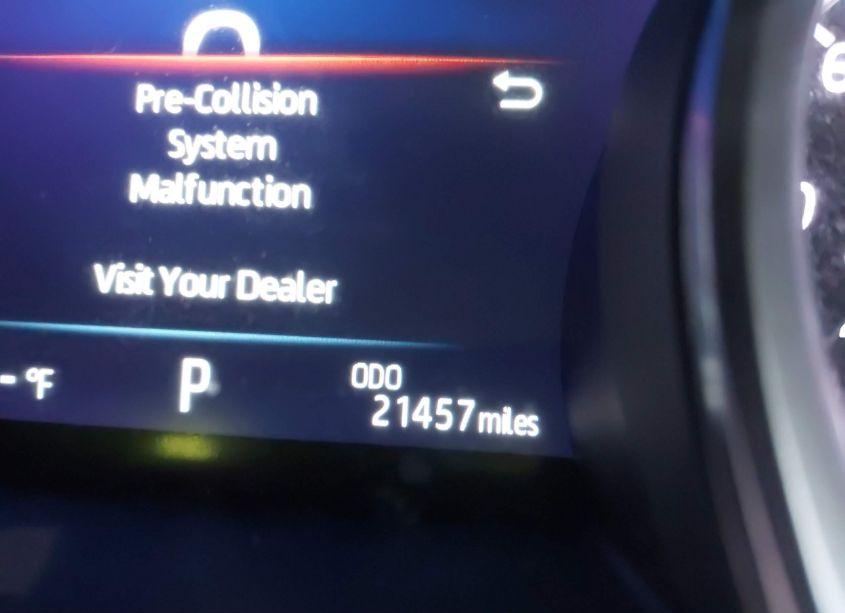 Pre-Collision
System
Malfunction
Visit Your Dealer
- °F P ODO
21457 miles